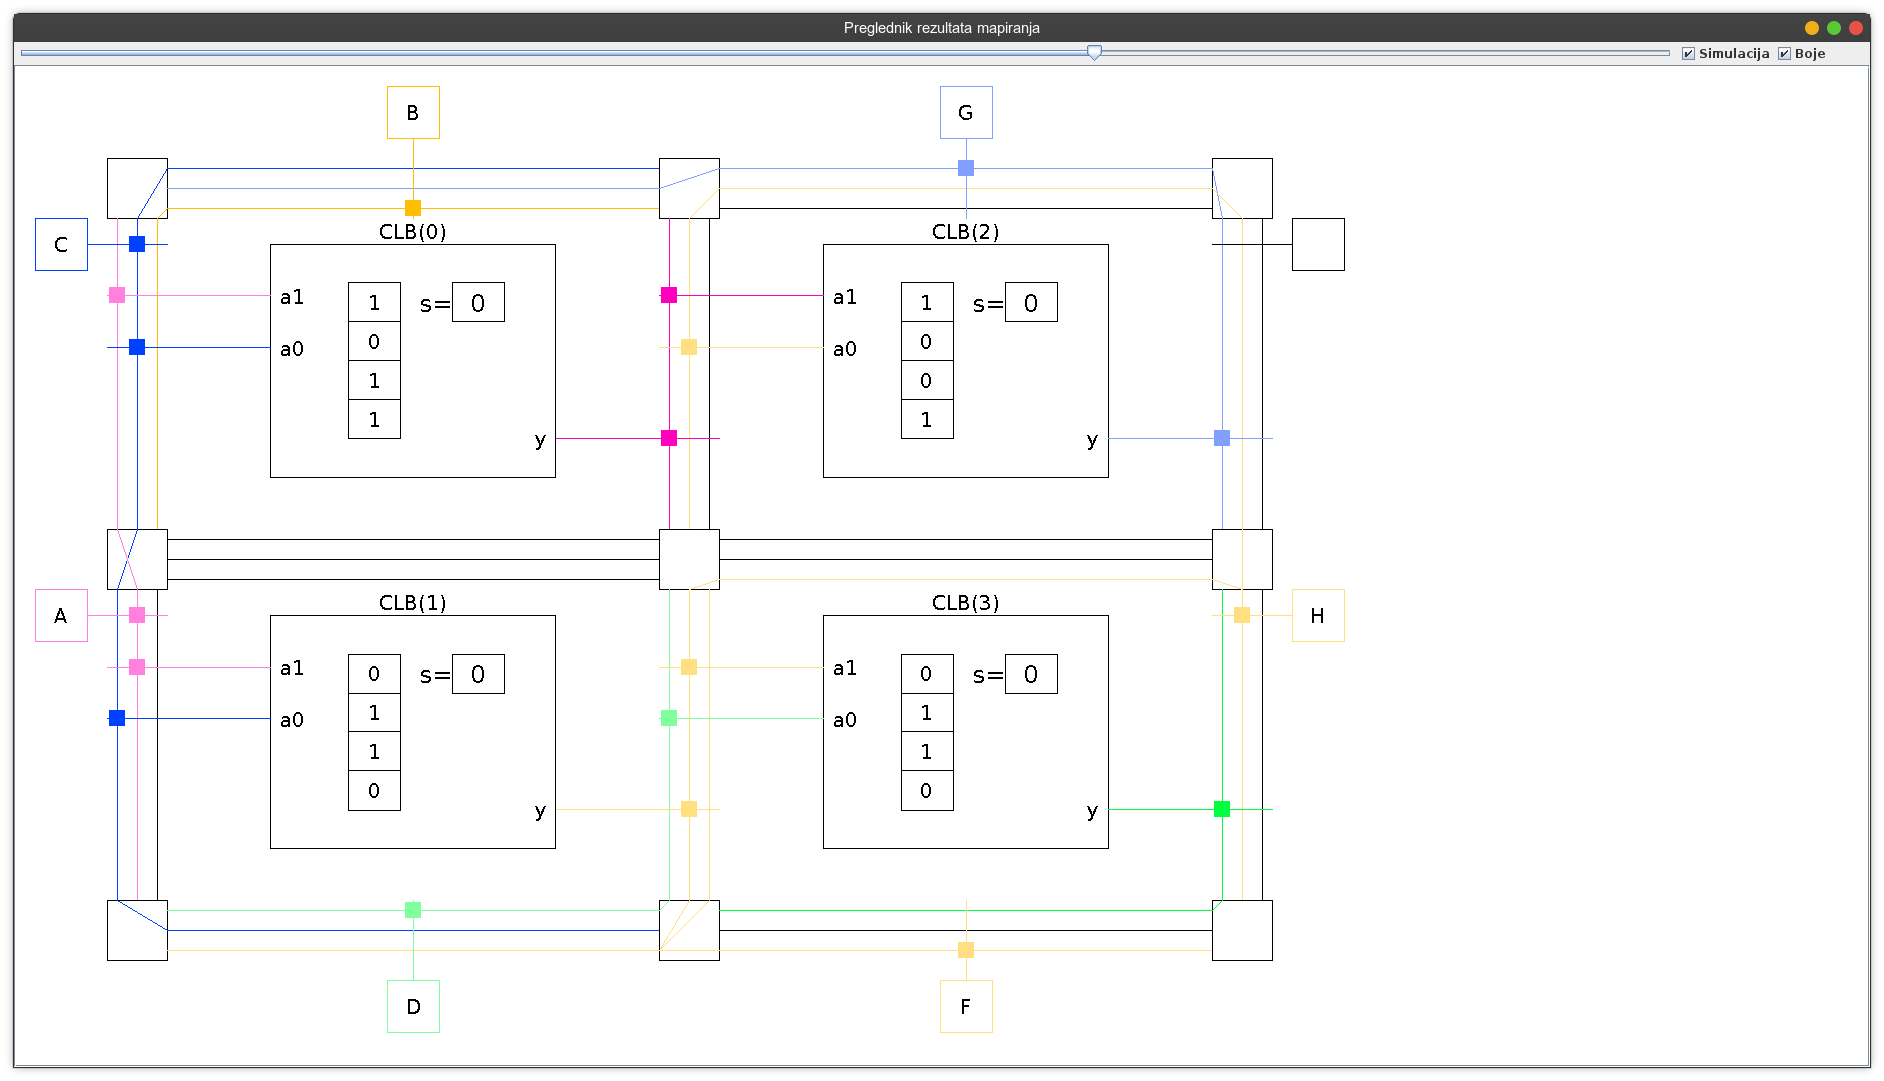 Preglednik rezultata mapiranja
Simulacija Boje
B G
C
CLB(0) CLB(2)
a1 1 s= 0 a1 1 s= 0
a0 0 a0 0
1 0
1 1
y y
A H
CLB(1) CLB(3)
a1 0 s= 0 a1 0 s= 0
a0 1 a0 1
1 1
0 0
y y
D F